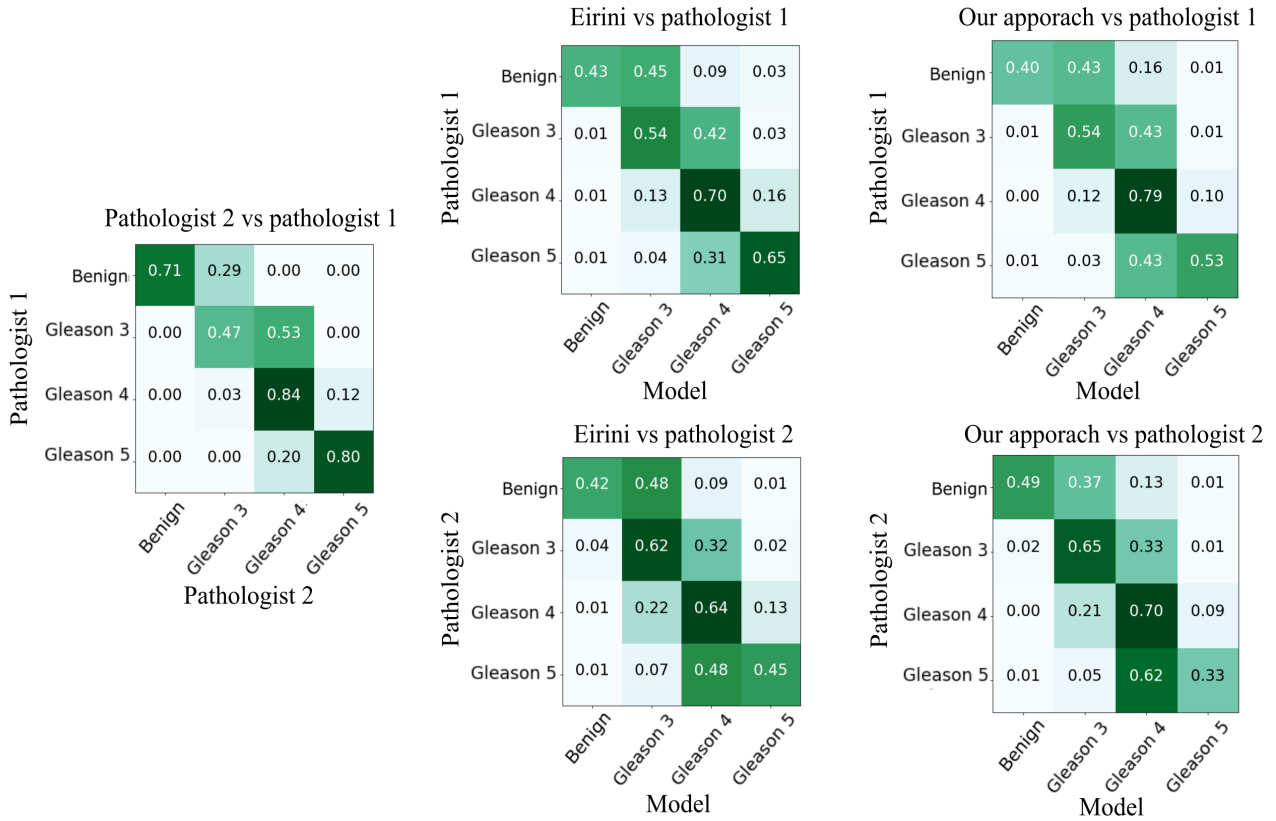 Pathologist 2 vs pathologist 1
Pathologist 1
Benign 0.71 0.29 0.00 0.00
Gleason 3 0.00 0.47 0.53 0.00
Gleason 4 0.00 0.03 0.84 0.12
Gleason 5 0.00 0.00 0.20 0.80
Benign Gleason 3 Gleason 4 Gleason 5
Pathologist 2
Eirini vs pathologist 1
Pathologist 1
Benign 0.43 0.45 0.09 0.03
Gleason 3 0.01 0.54 0.42 0.03
Gleason 4 0.01 0.13 0.70 0.16
Gleason 5 0.01 0.04 0.31 0.65
Benign Gleason 3 Gleason 4 Gleason 5
Model
Our apporach vs pathologist 1
Pathologist 1
Benign 0.40 0.43 0.16 0.01
Gleason 3 0.01 0.54 0.43 0.01
Gleason 4 0.00 0.12 0.79 0.10
Gleason 5 0.01 0.03 0.43 0.53
Benign Gleason 3 Gleason 4 Gleason 5
Model
Eirini vs pathologist 2
Pathologist 2
Benign 0.42 0.48 0.09 0.01
Gleason 3 0.04 0.62 0.32 0.02
Gleason 4 0.01 0.22 0.64 0.13
Gleason 5 0.01 0.07 0.48 0.45
Benign Gleason 3 Gleason 4 Gleason 5
Model
Our apporach vs pathologist 2
Pathologist 2
Benign 0.49 0.37 0.13 0.01
Gleason 3 0.02 0.65 0.33 0.01
Gleason 4 0.00 0.21 0.70 0.09
Gleason 5 0.01 0.05 0.62 0.33
Benign Gleason 3 Gleason 4 Gleason 5
Model